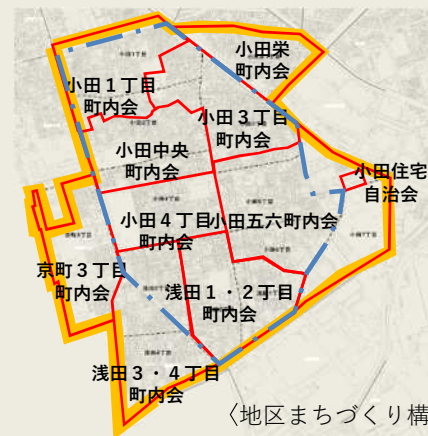 小田栄
町内会
小田１丁目
町内会
小田３丁目
町内会
小田中央
町内会
小田住宅
自治会
小田４丁目
町内会
小田五六町内会
京町３丁目
町内会
浅田１・２丁目
町内会
浅田３・４丁目
町内会
〈地区まちづくり構